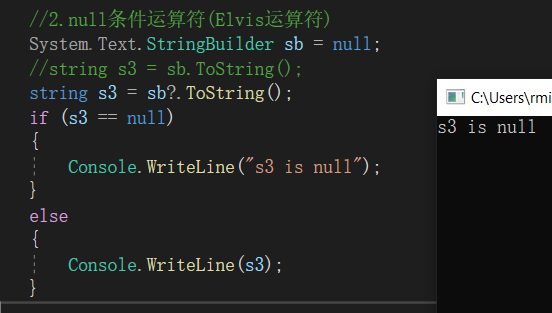 //2.null条件运算符(Elvis运算符)
System.Text.StringBuilder sb = null;
//string s3 = sb.ToString();
string s3 = sb?.ToString();
if (s3 == null)
{
Console.WriteLine("s3 is null");
}
else
{
Console.WriteLine(s3);
}
C:\Users\rmi
s3 is null